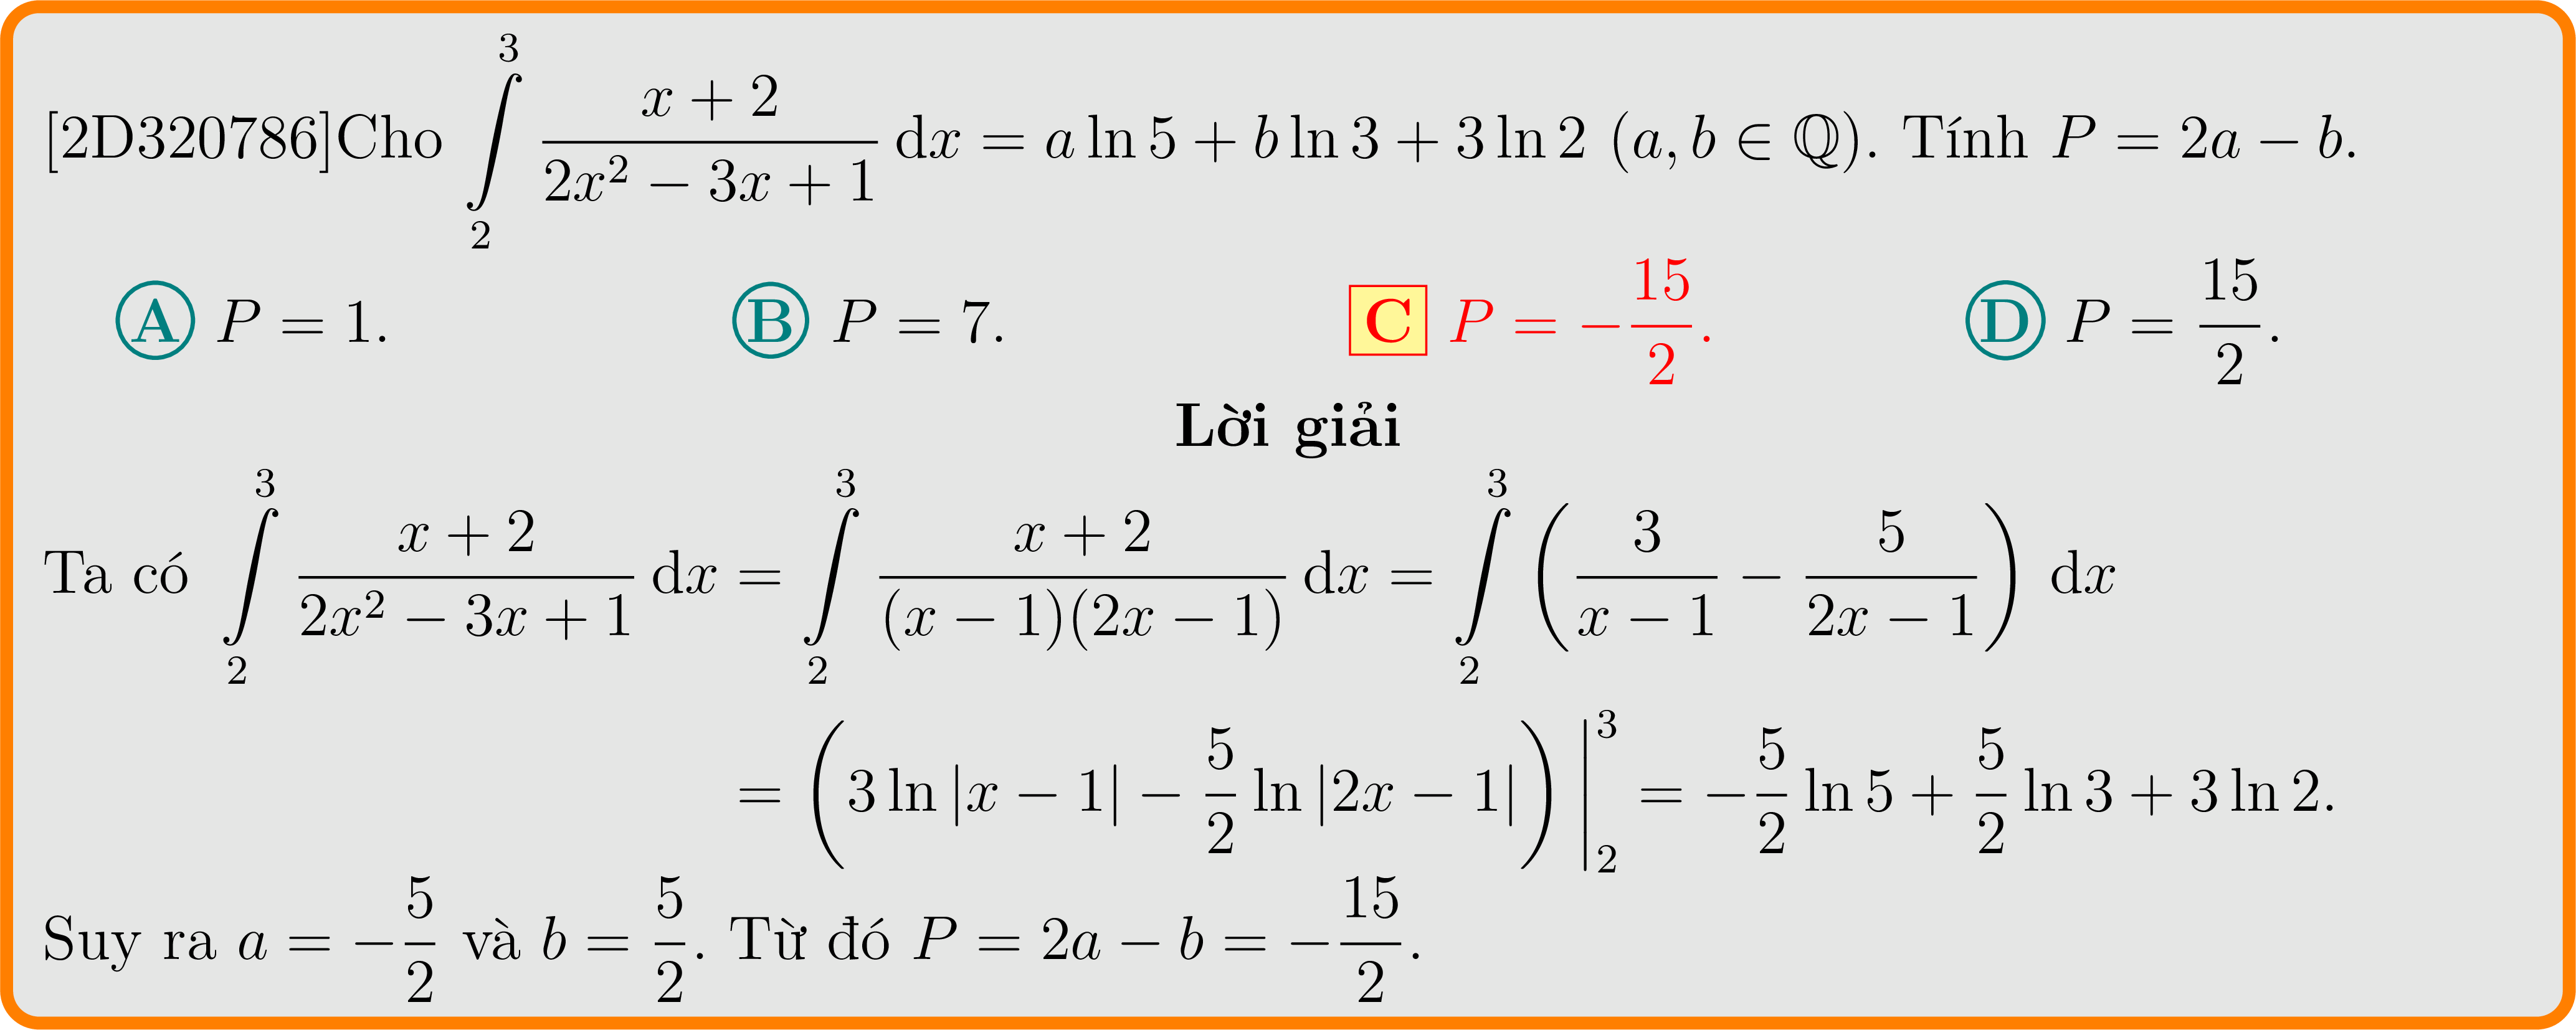 [2D320786]Cho $\int\limits_2^3 \frac{x+2}{2x^2-3x+1}\,\mathrm{d}x = a\ln 5 + b\ln 3 + 3\ln 2$ $(a, b \in \mathbb{Q})$. Tính $P = 2a - b$.
A $P = 1$. B $P = 7$. C $P = -\frac{15}{2}$. D $P = \frac{15}{2}$.
Lời giải
Ta có $\int\limits_2^3 \frac{x+2}{2x^2-3x+1}\,\mathrm{d}x = \int\limits_2^3 \frac{x+2}{(x-1)(2x-1)}\,\mathrm{d}x = \int\limits_2^3 \left(\frac{3}{x-1} - \frac{5}{2x-1}\right)\,\mathrm{d}x$
$= \left(3\ln|x-1| - \frac{5}{2}\ln|2x-1|\right)\Big|_2^3 = -\frac{5}{2}\ln 5 + \frac{5}{2}\ln 3 + 3\ln 2.$
Suy ra $a = -\frac{5}{2}$ và $b = \frac{5}{2}$. Từ đó $P = 2a - b = -\frac{15}{2}$.